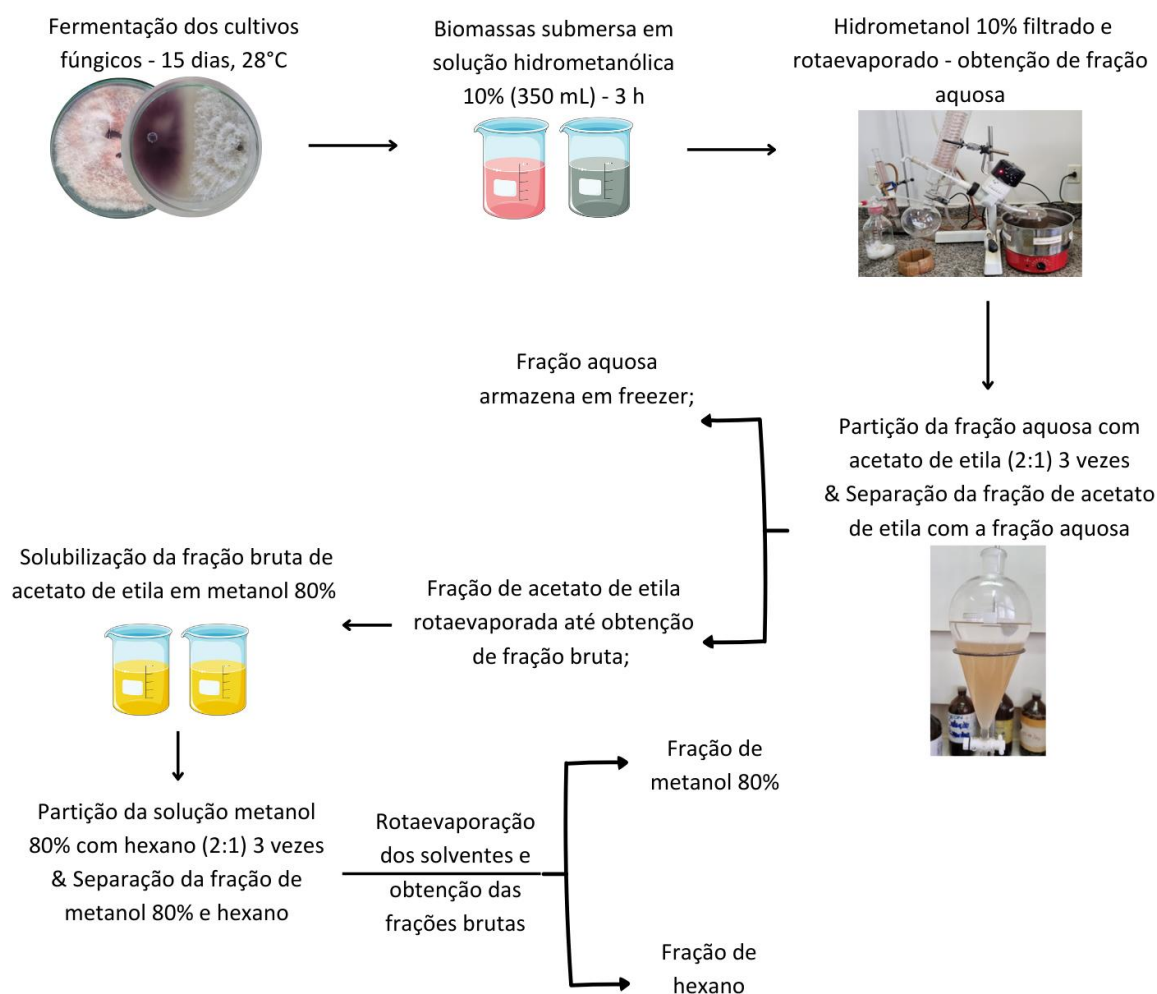 Fermentação dos cultivos
fúngicos - 15 dias, 28°C
Biomassas submersa em
solução hidrometanólica
10% (350 mL) - 3 h
Hidrometanol 10% filtrado e
rotaevaporado - obtenção de fração
aquosa
Partição da fração aquosa com
acetato de etila (2:1) 3 vezes
& Separação da fração de acetato
de etila com a fração aquosa
Fração aquosa
armazena em freezer;
Fração de acetato de etila
rotaevaporada até obtenção
de fração bruta;
Solubilização da fração bruta de
acetato de etila em metanol 80%
Partição da solução metanol
80% com hexano (2:1) 3 vezes
& Separação da fração de
metanol 80% e hexano
Rotaevaporação
dos solventes e
obtenção das
frações brutas
Fração de
metanol 80%
Fração de
hexano